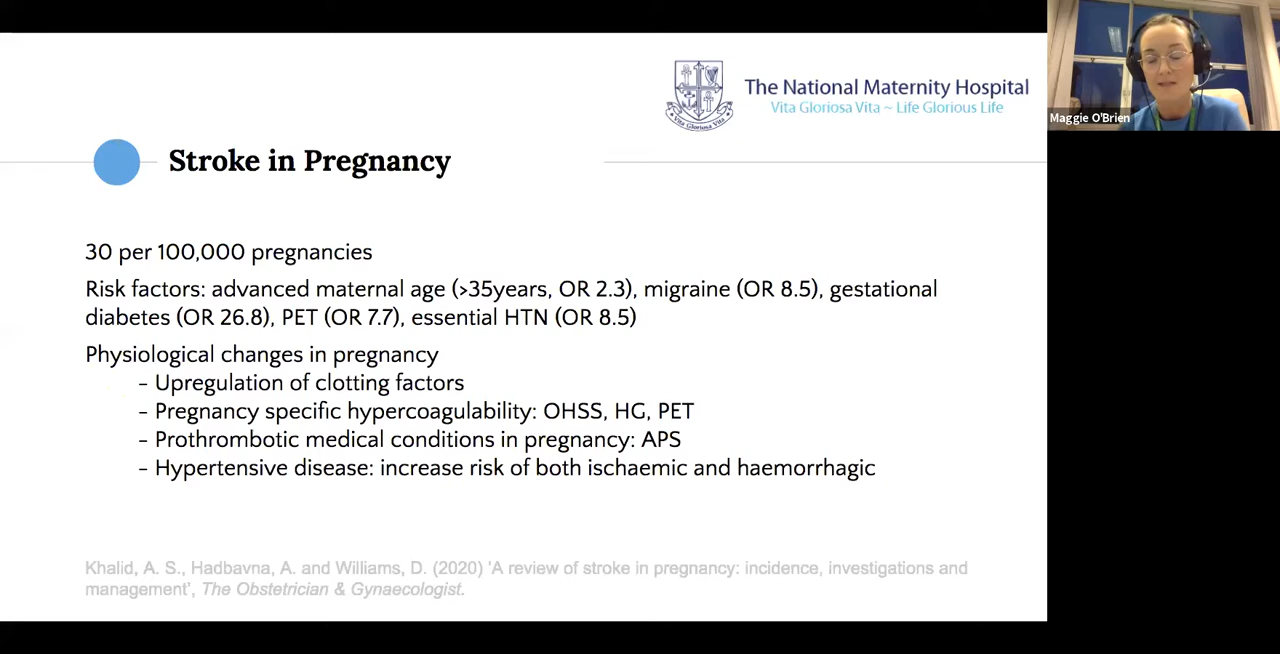 The National Maternity Hospital
Vita Gloriosa Vita ~ Life Glorious Life
Maggie O'Brien
Stroke in Pregnancy
30 per 100,000 pregnancies
Risk factors: advanced maternal age (>35years, OR 2.3), migraine (OR 8.5), gestational
diabetes (OR 26.8), PET (OR 7.7), essential HTN (OR 8.5)
Physiological changes in pregnancy
– Upregulation of clotting factors
– Pregnancy specific hypercoagulability: OHSS, HG, PET
– Prothrombotic medical conditions in pregnancy: APS
– Hypertensive disease: increase risk of both ischaemic and haemorrhagic
Khalid, A. S., Hadbavna, A. and Williams, D. (2020) 'A review of stroke in pregnancy: incidence, investigations and
management', The Obstetrician & Gynaecologist.
Vita Gloriosa Vita